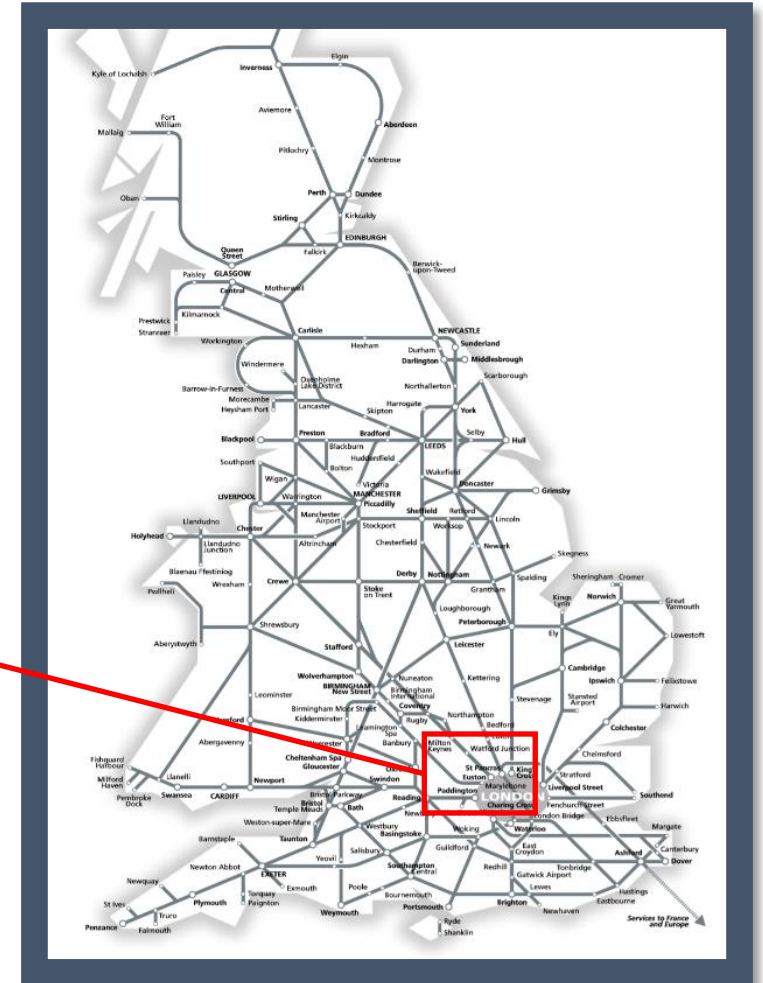 Elgin
Inverness
Kyle of Lochalsh
Aviemore
Fort
William
Mallaig
Aberdeen
Pitlochry
Montrose
Perth
Dundee
Oban
Stirling
Kirkcaldy
EDINBURGH
Queen
Street
Falkirk
Berwick-
upon-Tweed
Paisley
GLASGOW
Central
Motherwell
Prestwick
Kilmarnock
Stranraer
Carlisle
NEWCASTLE
Workington
Hexham
Sunderland
Durham
Darlington
Middlesbrough
Windermere
Scarborough
Oxenholme
Lake District
Northallerton
Barrow-in-Furness
Morecambe
Lancaster
Harrogate
York
Heysham Port
Skipton
Preston
Bradford
Selby
Blackpool
Blackburn
LEEDS
Hull
Southport
Huddersfield
Bolton
Wakefield
Wigan
Victoria
Doncaster
MANCHESTER
Grimsby
LIVERPOOL
Warrington
Piccadilly
Manchester
Airport
Sheffield
Retford
Llandudno
Stockport
Worksop
Lincoln
Chester
Holyhead
Llandudno
Junction
Altrincham
Chesterfield
Newark
Skegness
Blaenau Ffestiniog
Crewe
Derby
Nottingham
Spalding
Sheringham
Cromer
Pwllheli
Wrexham
Stoke
on Trent
Grantham
Kings
Lynn
Norwich
Great
Yarmouth
Loughborough
Shrewsbury
Peterborough
Aberystwyth
Stafford
Leicester
Ely
Lowestoft
Wolverhampton
BIRMINGHAM
New Street
Nuneaton
Kettering
Cambridge
Birmingham
International
Ipswich
Felixstowe
Leominster
Coventry
Stevenage
Stansted
Airport
Birmingham Moor Street
Rugby
Northampton
Harwich
Kidderminster
Leamington
Spa
Bedford
Hereford
Colchester
Abergavenny
Worcester
Banbury
Milton
Keynes
Watford Junction
Chelmsford
Cheltenham Spa
Gloucester
St Pancras
Euston
Stratford
Fishguard
Harbour
Marylebone
Milford
Haven
Llanelli
Newport
Swindon
Paddington
LONDON
Liverpool Street
Pembroke
Dock
Swansea
CARDIFF
Bristol Parkway
Reading
Fenchurch Street
Southend
Bristol
Temple Meads
Bath
Charing Cross
London Bridge
Weston-super-Mare
Waterloo
Ebbsfleet
Westbury
Basingstoke
Woking
Margate
Barnstaple
Taunton
Salisbury
Guildford
East
Croydon
Canterbury
Yeovil
Redhill
Tonbridge
Ashford
Dover
Newton Abbot
EXETER
Southampton
Central
Gatwick Airport
Newquay
Exmouth
Poole
Lewes
Hastings
St Ives
Plymouth
Torquay
Paignton
Bournemouth
Brighton
Eastbourne
Truro
Weymouth
Portsmouth
Newhaven
Penzance
Falmouth
Ryde
Shanklin
Services to France
and Europe